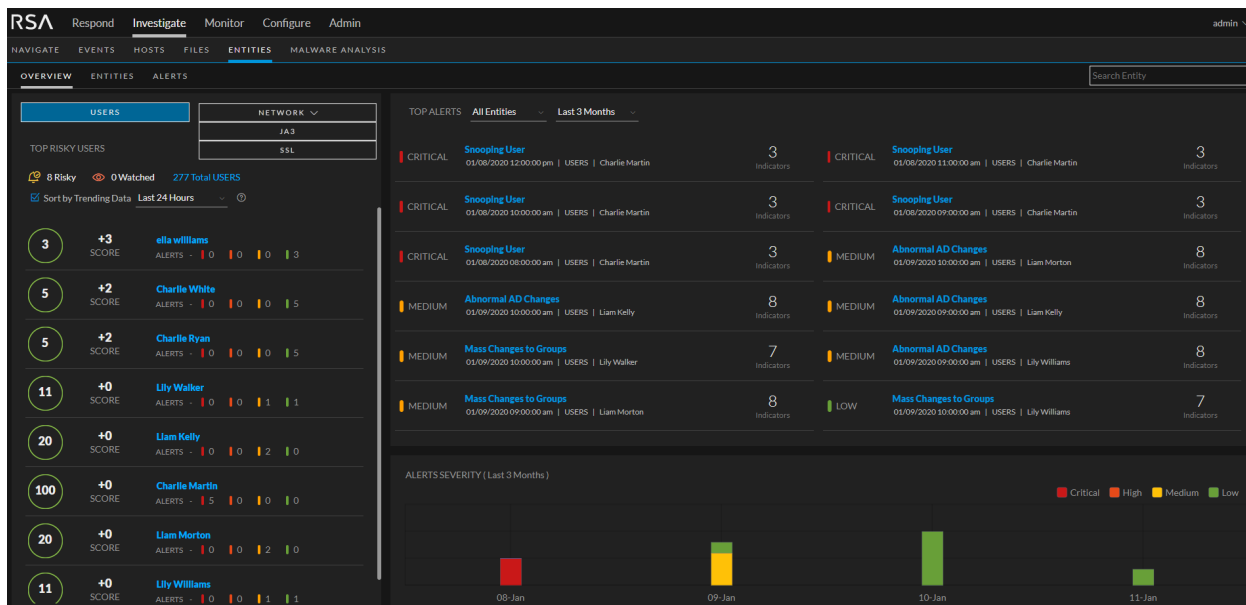 RSA Respond Investigate Monitor Configure Admin admin
NAVIGATE EVENTS HOSTS FILES ENTITIES MALWARE ANALYSIS
OVERVIEW ENTITIES ALERTS Search Entity
USERS NETWORK
JA3
SSL
TOP RISKY USERS
8 Risky 0 Watched 277 Total USERS
Sort by Trending Data Last 24 Hours
3 +3 SCORE ella williams
ALERTS - 0 0 0 3
5 +2 SCORE Charlie White
ALERTS - 0 0 0 5
5 +2 SCORE Charlie Ryan
ALERTS - 0 0 0 5
11 +0 SCORE Lily Walker
ALERTS - 0 0 1 1
20 +0 SCORE Liam Kelly
ALERTS - 0 0 2 0
100 +0 SCORE Charlie Martin
ALERTS - 5 0 0 0
20 +0 SCORE Liam Morton
ALERTS - 0 0 2 0
11 +0 SCORE Lily Williams
ALERTS - 0 0 1 1
TOP ALERTS All Entities Last 3 Months
CRITICAL Snooping User 3 Indicators
01/08/2020 12:00:00 pm | USERS | Charlie Martin
CRITICAL Snooping User 3 Indicators
01/08/2020 11:00:00 am | USERS | Charlie Martin
CRITICAL Snooping User 3 Indicators
01/08/2020 10:00:00 am | USERS | Charlie Martin
CRITICAL Snooping User 3 Indicators
01/08/2020 09:00:00 am | USERS | Charlie Martin
CRITICAL Snooping User 3 Indicators
01/08/2020 08:00:00 am | USERS | Charlie Martin
MEDIUM Abnormal AD Changes 8 Indicators
01/09/2020 10:00:00 am | USERS | Liam Morton
MEDIUM Abnormal AD Changes 8 Indicators
01/09/2020 10:00:00 am | USERS | Liam Kelly
MEDIUM Abnormal AD Changes 8 Indicators
01/09/2020 09:00:00 am | USERS | Liam Kelly
MEDIUM Mass Changes to Groups 7 Indicators
01/09/2020 10:00:00 am | USERS | Lily Walker
MEDIUM Abnormal AD Changes 8 Indicators
01/09/2020 09:00:00 am | USERS | Lily Williams
MEDIUM Mass Changes to Groups 8 Indicators
01/09/2020 09:00:00 am | USERS | Liam Morton
LOW Mass Changes to Groups 7 Indicators
01/09/2020 10:00:00 am | USERS | Lily Williams
ALERTS SEVERITY ( Last 3 Months )
Critical High Medium Low
08-Jan 09-Jan 10-Jan 11-Jan